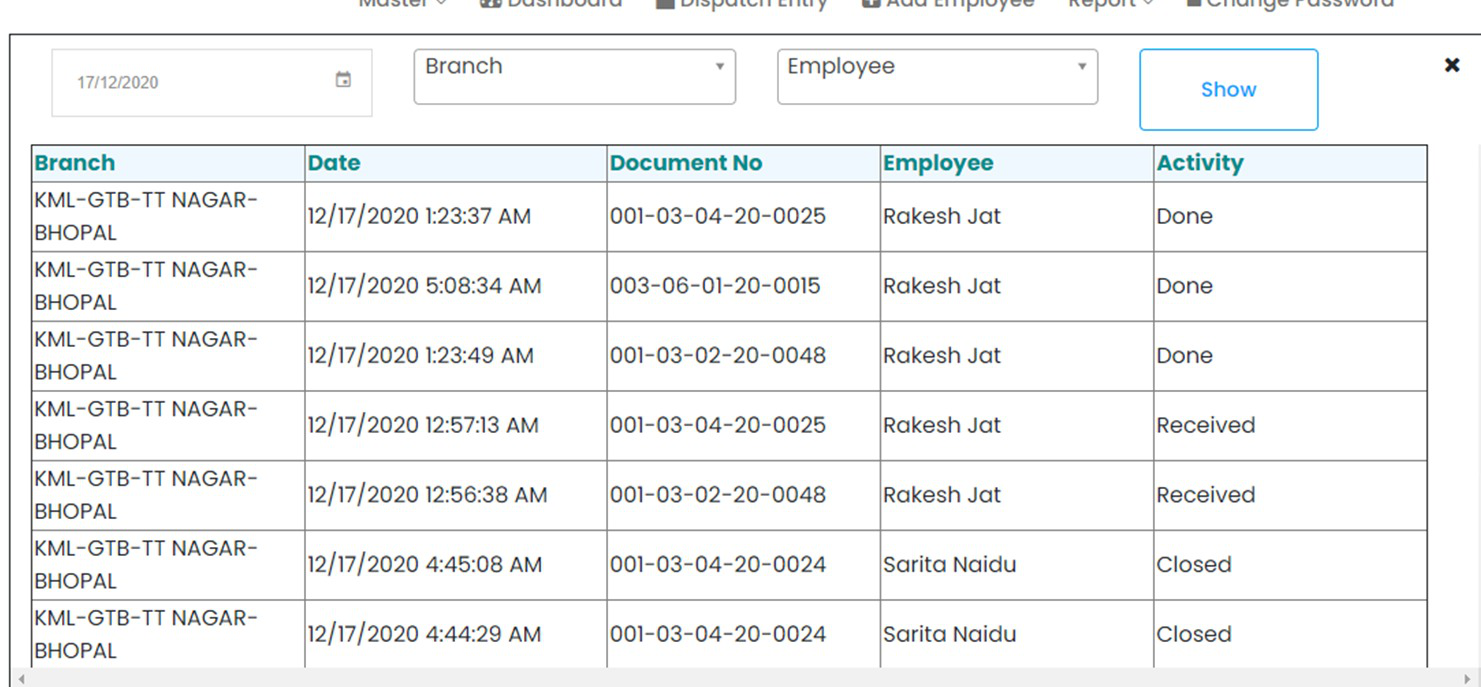 Master Dashboard Dispatch Entry Add Employee Report Change Password
17/12/2020 Branch Employee Show
Branch Date Document No Employee Activity
KML-GTB-TT NAGAR-
BHOPAL 12/17/2020 1:23:37 AM 001-03-04-20-0025 Rakesh Jat Done
KML-GTB-TT NAGAR-
BHOPAL 12/17/2020 5:08:34 AM 003-06-01-20-0015 Rakesh Jat Done
KML-GTB-TT NAGAR-
BHOPAL 12/17/2020 1:23:49 AM 001-03-02-20-0048 Rakesh Jat Done
KML-GTB-TT NAGAR-
BHOPAL 12/17/2020 12:57:13 AM 001-03-04-20-0025 Rakesh Jat Received
KML-GTB-TT NAGAR-
BHOPAL 12/17/2020 12:56:38 AM 001-03-02-20-0048 Rakesh Jat Received
KML-GTB-TT NAGAR-
BHOPAL 12/17/2020 4:45:08 AM 001-03-04-20-0024 Sarita Naidu Closed
KML-GTB-TT NAGAR-
BHOPAL 12/17/2020 4:44:29 AM 001-03-04-20-0024 Sarita Naidu Closed